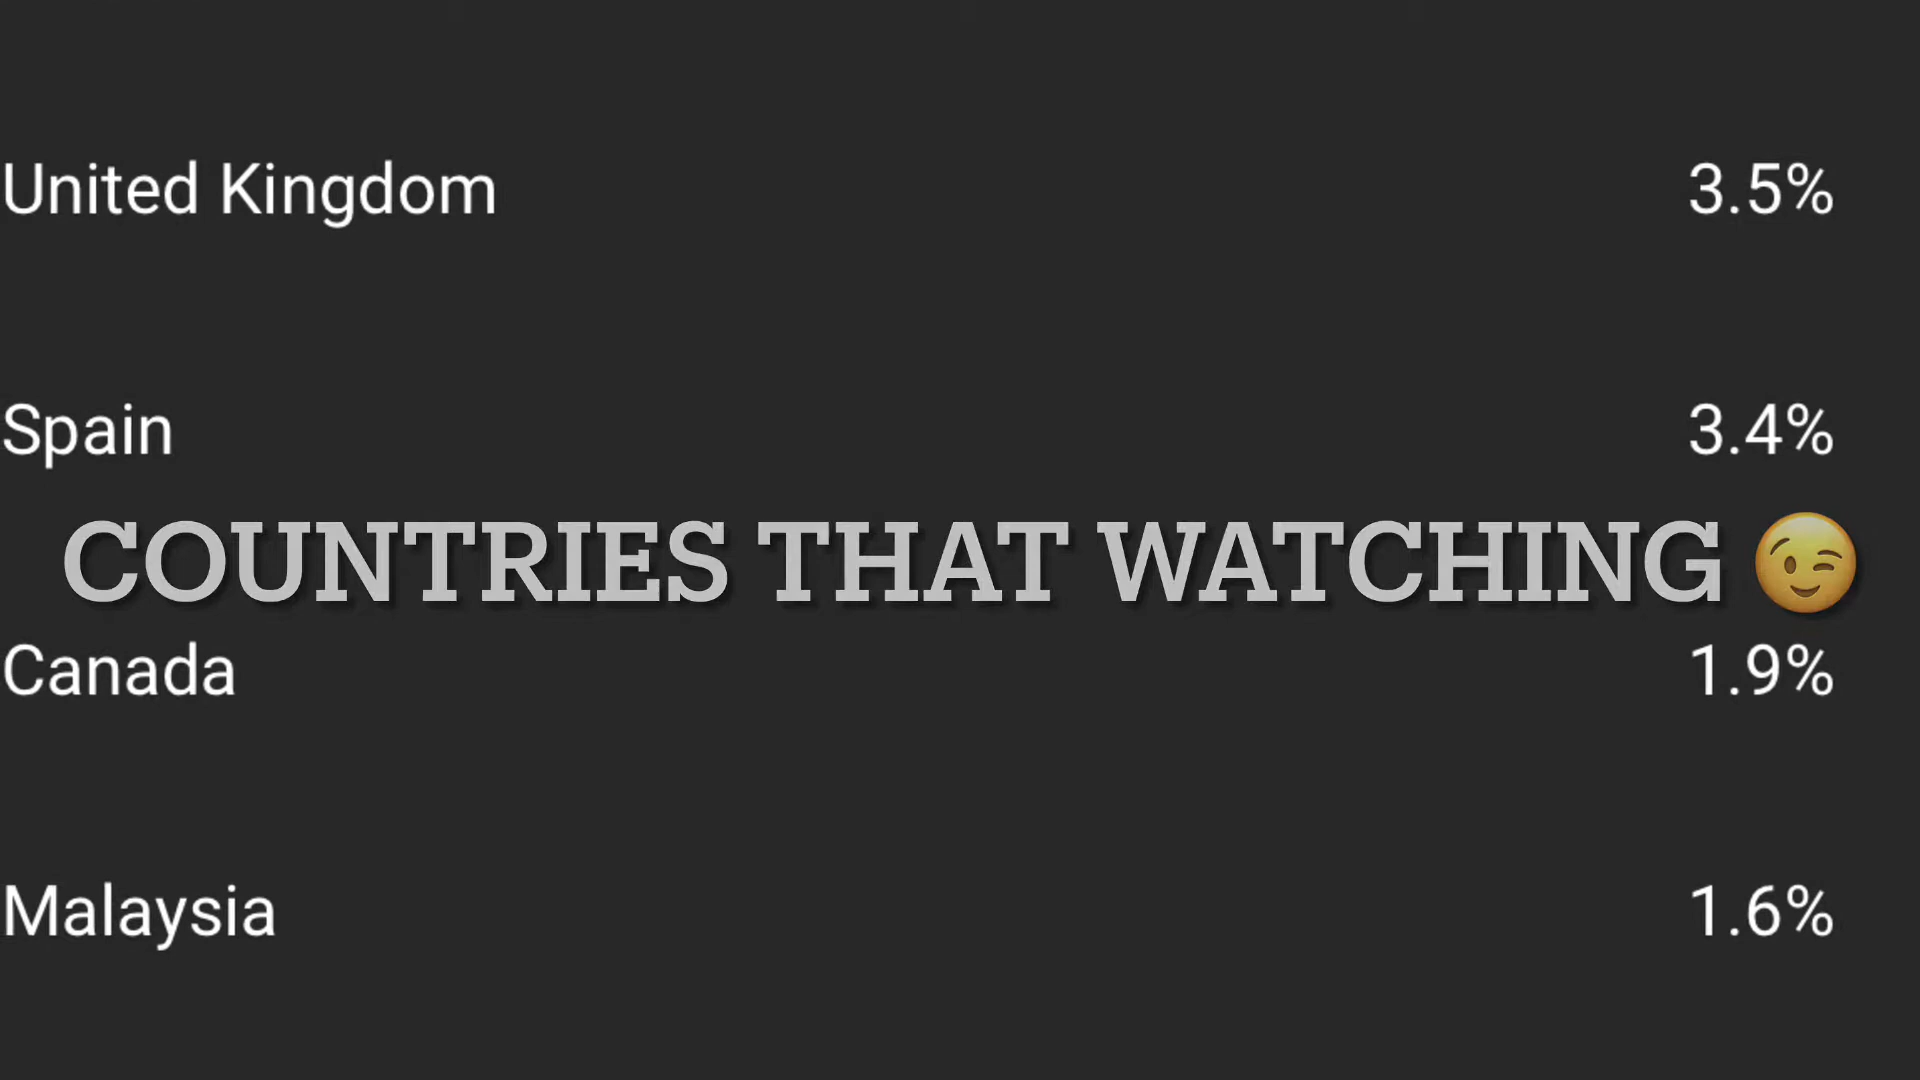 United Kingdom 3.5%
Spain 3.4%
COUNTRIES THAT WATCHING 😉
Canada 1.9%
Malaysia 1.6%